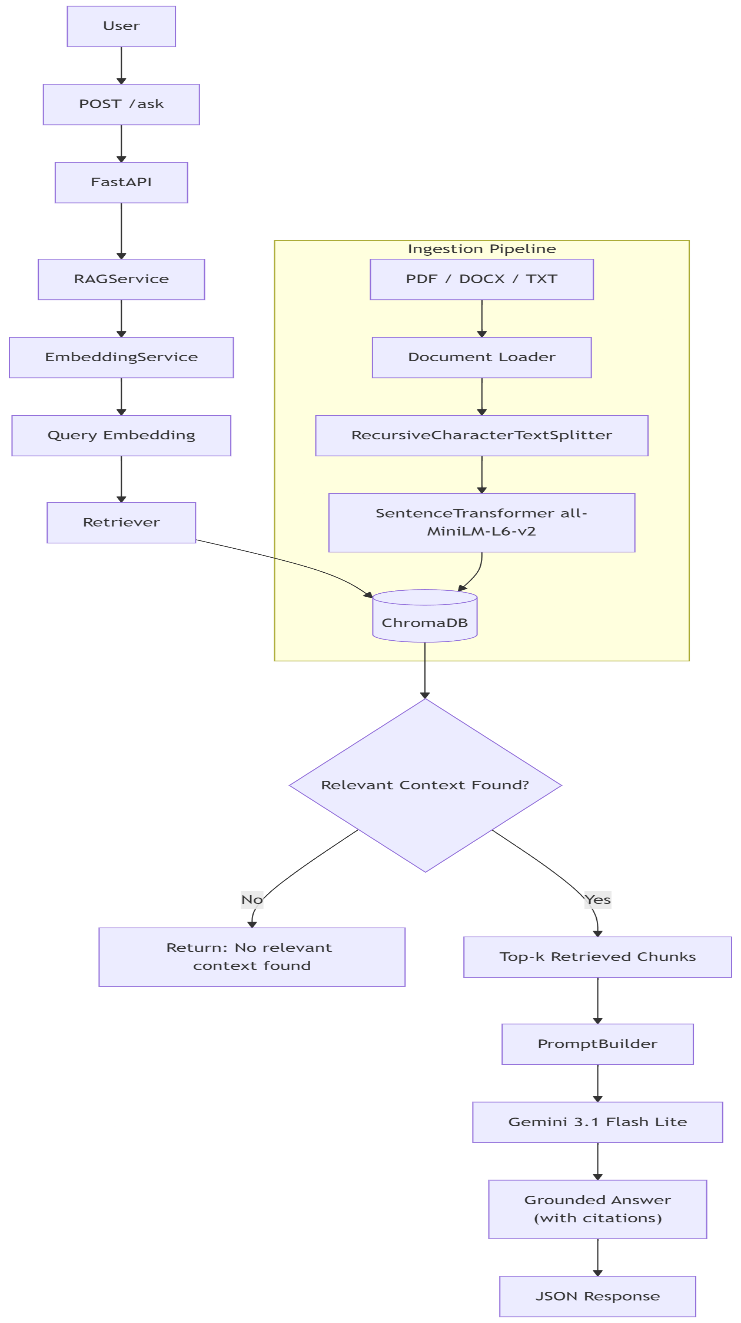 User
POST /ask
FastAPI
RAGService
EmbeddingService
Query Embedding
Retriever
Ingestion Pipeline
PDF / DOCX / TXT
Document Loader
RecursiveCharacterTextSplitter
SentenceTransformer all-
MiniLM-L6-v2
ChromaDB
Relevant Context Found?
No
Yes
Return: No relevant
context found
Top-k Retrieved Chunks
PromptBuilder
Gemini 3.1 Flash Lite
Grounded Answer
(with citations)
JSON Response